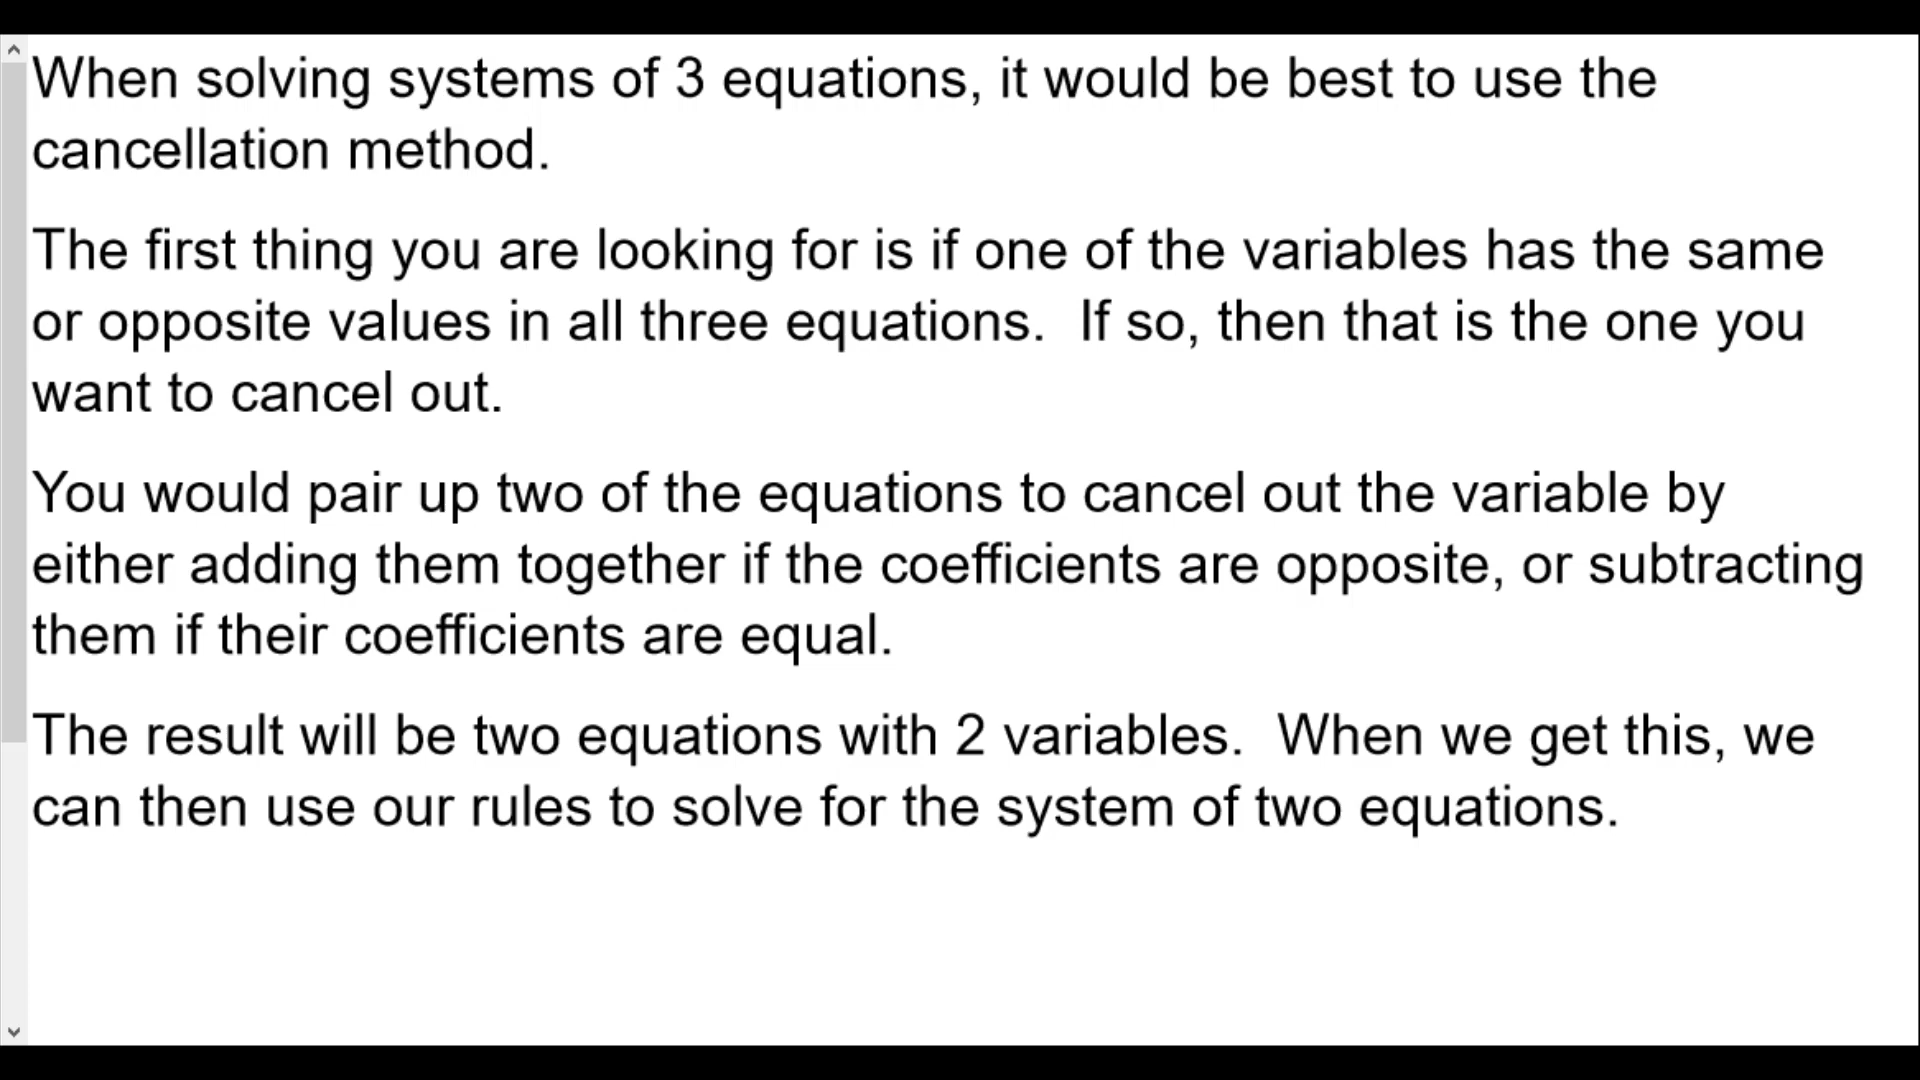 When solving systems of 3 equations, it would be best to use the
cancellation method.
The first thing you are looking for is if one of the variables has the same
or opposite values in all three equations.  If so, then that is the one you
want to cancel out.
You would pair up two of the equations to cancel out the variable by
either adding them together if the coefficients are opposite, or subtracting
them if their coefficients are equal.
The result will be two equations with 2 variables.  When we get this, we
can then use our rules to solve for the system of two equations.